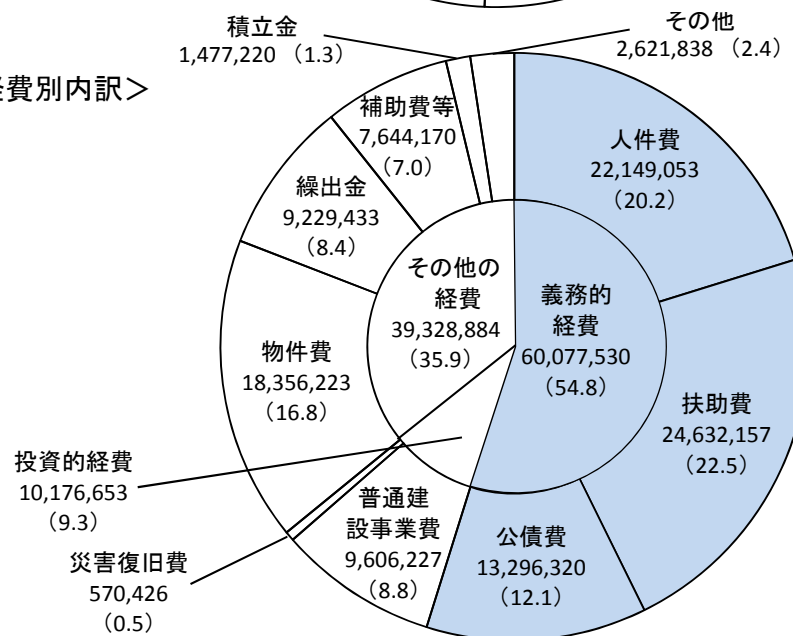 積立金
1,477,220 （1.3）
その他
2,621,838 （2.4）
費別内訳＞
補助費等
7,644,170
（7.0）
人件費
22,149,053
（20.2）
繰出金
9,229,433
（8.4）
その他の
経費
39,328,884
（35.9）
義務的
経費
60,077,530
（54.8）
物件費
18,356,223
（16.8）
扶助費
24,632,157
（22.5）
投資的経費
10,176,653
（9.3）
普通建
設事業費
9,606,227
（8.8）
公債費
13,296,320
（12.1）
災害復旧費
570,426
（0.5）